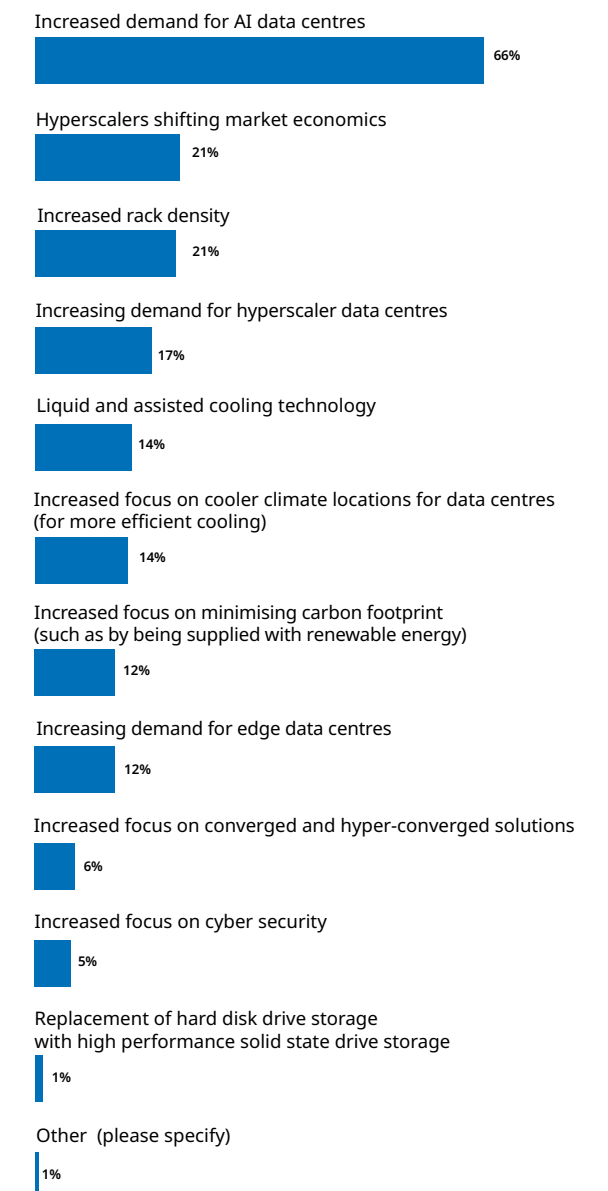 Increased demand for AI data centres
66%
Hyperscalers shifting market economics
21%
Increased rack density
21%
Increasing demand for hyperscaler data centres
17%
Liquid and assisted cooling technology
14%
Increased focus on cooler climate locations for data centres
(for more efficient cooling)
14%
Increased focus on minimising carbon footprint
(such as by being supplied with renewable energy)
12%
Increasing demand for edge data centres
12%
Increased focus on converged and hyper-converged solutions
6%
Increased focus on cyber security
5%
Replacement of hard disk drive storage
with high performance solid state drive storage
1%
Other (please specify)
1%